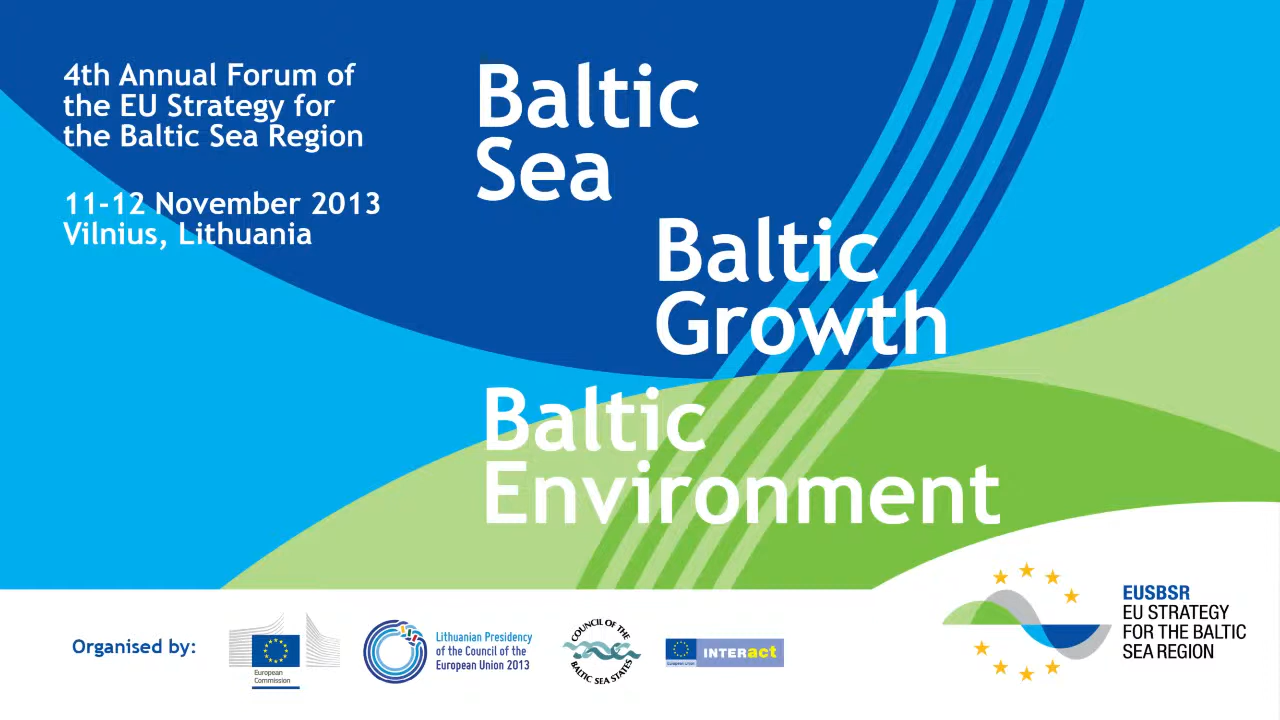 4th Annual Forum of
the EU Strategy for
the Baltic Sea Region
11-12 November 2013
Vilnius, Lithuania
Baltic
Sea
Baltic
Growth
Baltic
Environment
Organised by:
European
Commission
Lithuanian Presidency
of the Council of the
European Union 2013
COUNCIL OF THE
BALTIC SEA STATES
European Union
INTERact
EUSBSR
EU STRATEGY
FOR THE BALTIC
SEA REGION